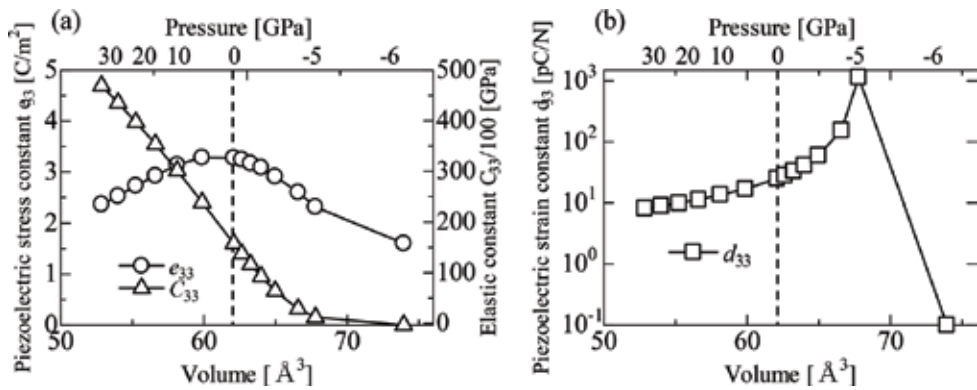 (a)
Pressure [GPa]
30 20 10 0 -5 -6
Piezoelectric stress constant e33 [C/m²]
5
4
3
2
1
0
e33
C33
500
400
300
200
100
0
Elastic constant C33/100 [GPa]
50 60 70
Volume [ Å³]
(b)
Pressure [GPa]
30 20 10 0 -5 -6
Piezoelectric strain constant d33 [pC/N]
10³
10²
10¹
10⁰
10⁻¹
d33
50 60 70
Volume [ Å³]